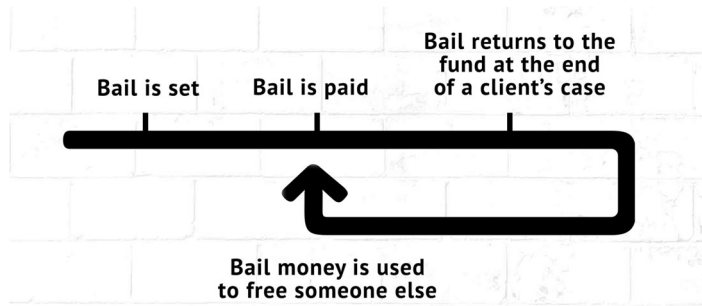 Bail is set
Bail is paid
Bail returns to the
fund at the end
of a client's case
Bail money is used
to free someone else